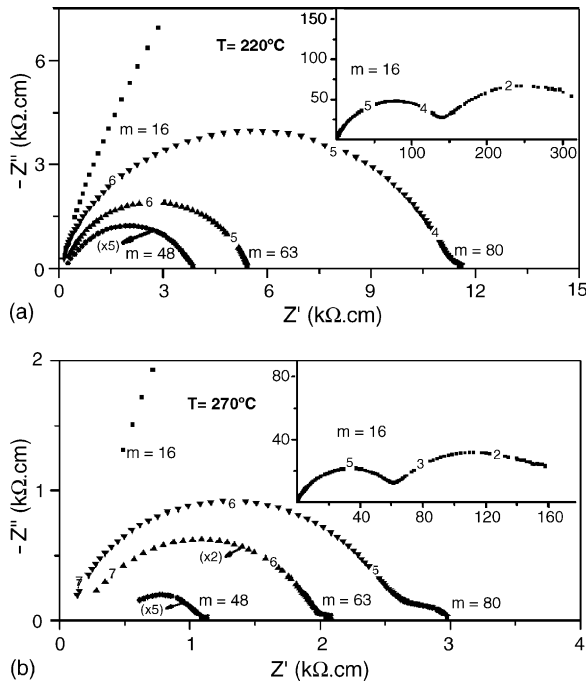 150
T= 220ºC
100
m = 16
2
50
5
4
5
100
200
300
6
-Z'' (kΩ.cm)
3
0
m = 16
6
6
5
4
(x5)
m = 48
m = 63
m = 80
0
3
6
9
12
15
Z' (kΩ.cm)
(a)
2
80
T= 270ºC
40
m = 16
5
3
2
40
80
120
160
m = 16
-Z'' (kΩ.cm)
1
0
6
7
7
(x2)
6
5
(x5)
m = 48
m = 63
m = 80
0
1
2
3
4
Z' (kΩ.cm)
(b)